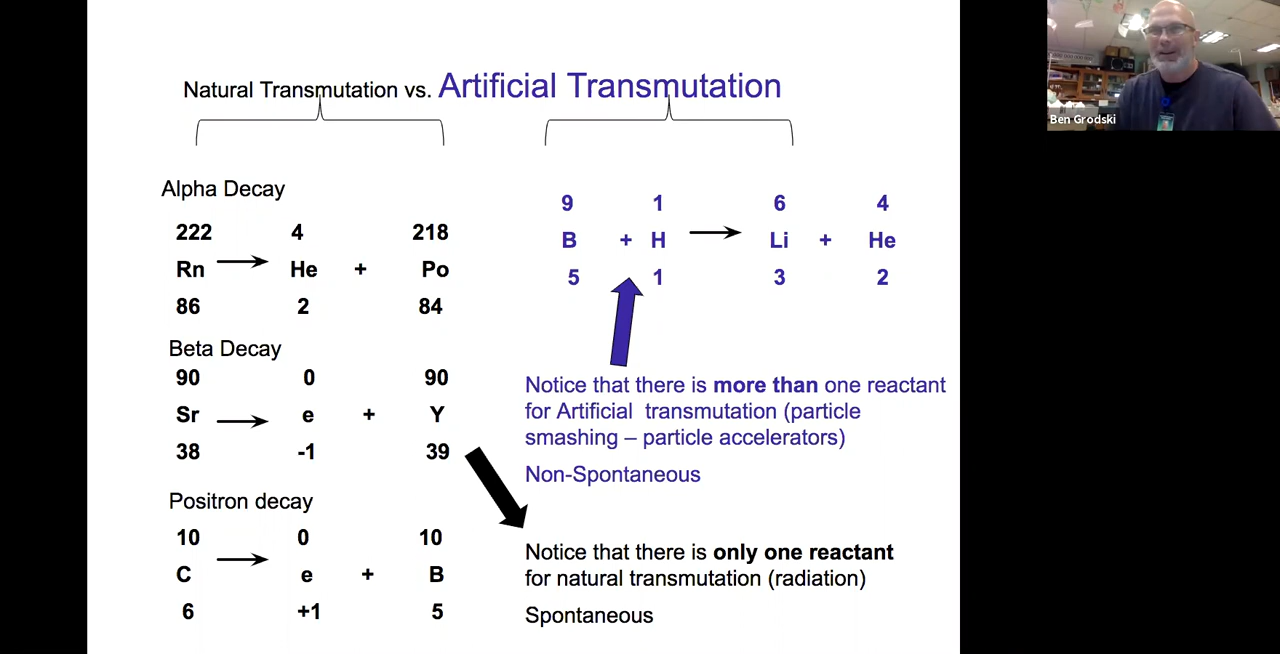 Natural Transmutation vs. Artificial Transmutation
Alpha Decay
222 4 218
Rn He + Po
86 2 84
Beta Decay
90 0 90
Sr e + Y
38 -1 39
Positron decay
10 0 10
C e + B
6 +1 5
9 1 6 4
B + H Li + He
5 1 3 2
Notice that there is more than one reactant
for Artificial transmutation (particle
smashing – particle accelerators)
Non-Spontaneous
Notice that there is only one reactant
for natural transmutation (radiation)
Spontaneous
Ben Grodski